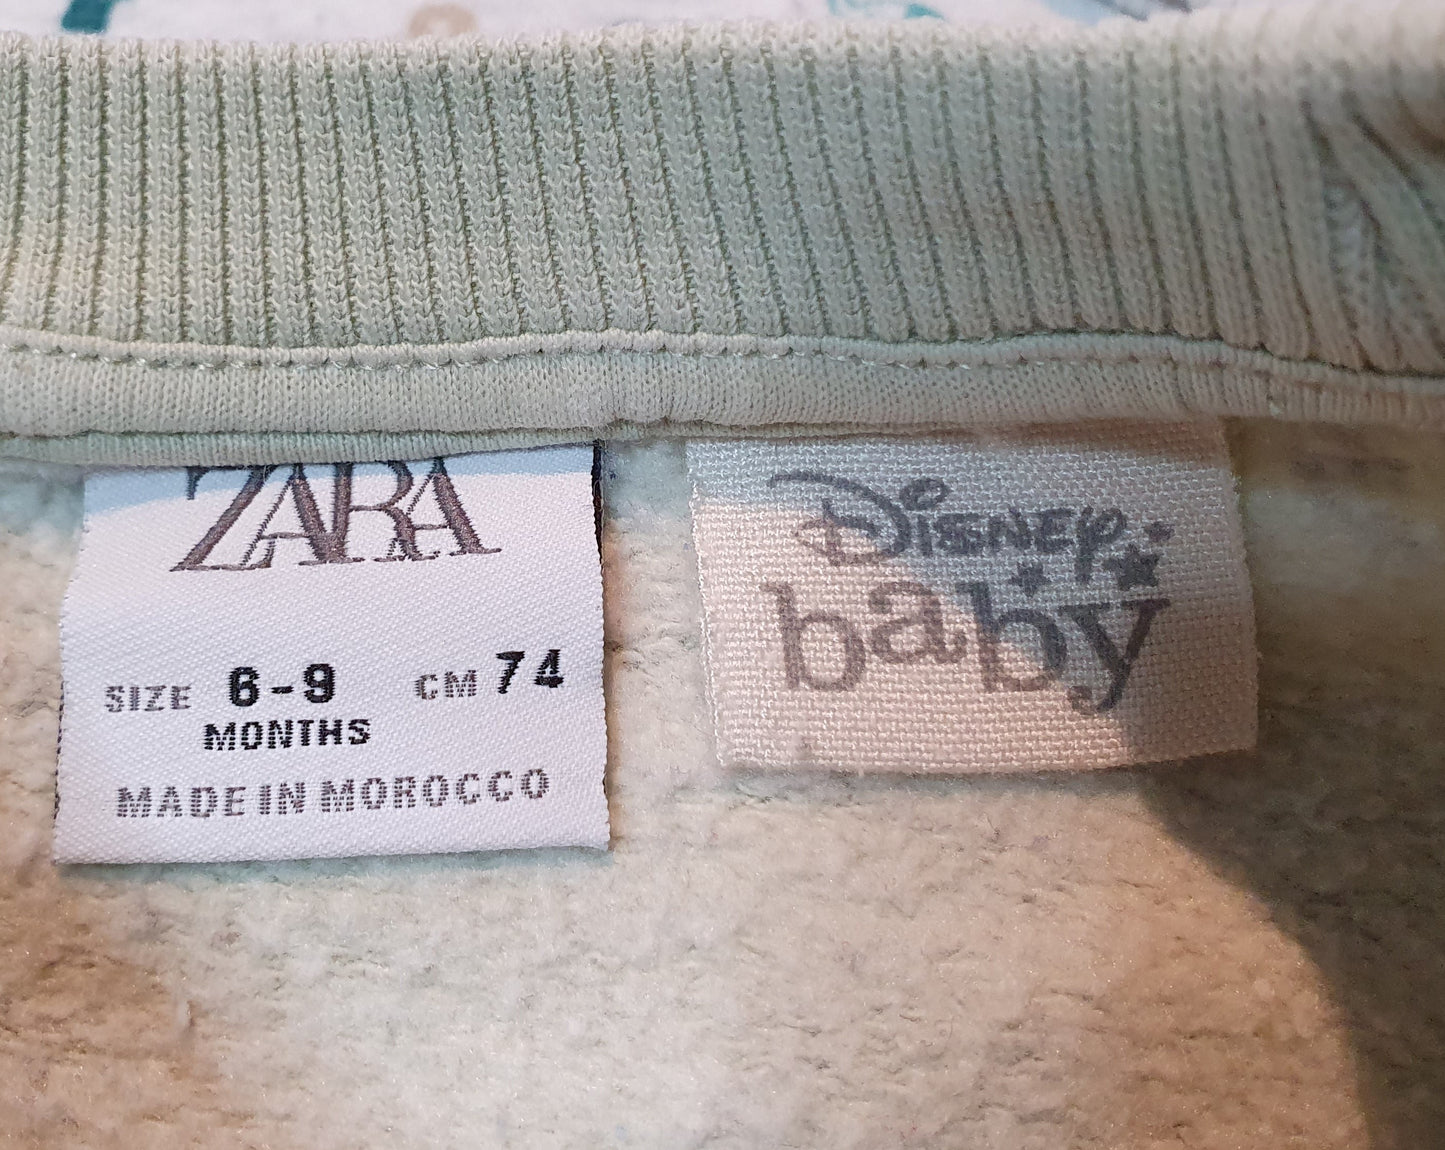 ZARA
SIZE 6-9 CM 74
MONTHS
MADE IN MOROCCO
Disney
baby